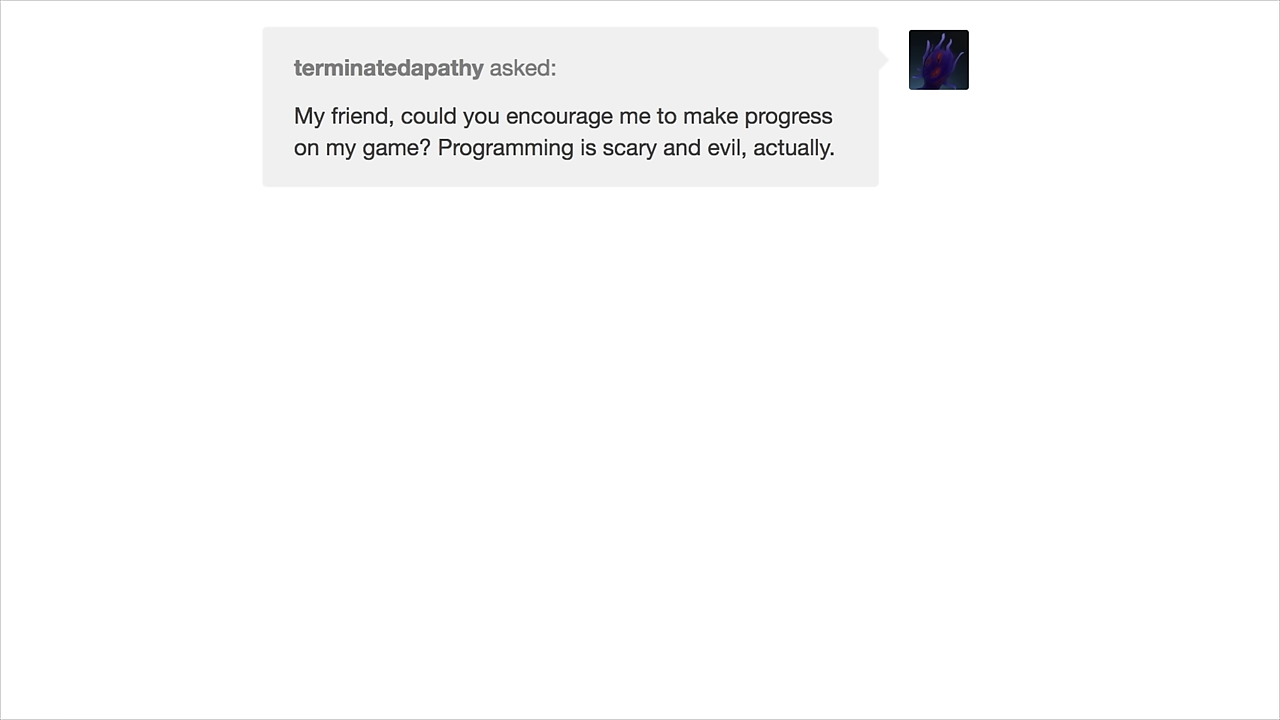 terminatedapathy asked:
My friend, could you encourage me to make progress
on my game? Programming is scary and evil, actually.